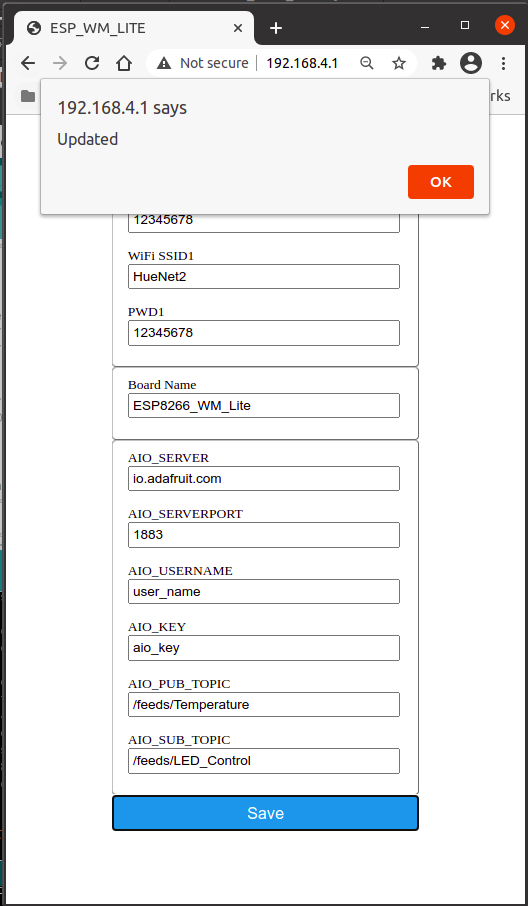 ESP_WM_LITE
Not secure
192.168.4.1
rks
192.168.4.1 says
Updated
OK
12345678
WiFi SSID1
HueNet2
PWD1
12345678
Board Name
ESP8266_WM_Lite
AIO_SERVER
io.adafruit.com
AIO_SERVERPORT
1883
AIO_USERNAME
user_name
AIO_KEY
aio_key
AIO_PUB_TOPIC
/feeds/Temperature
AIO_SUB_TOPIC
/feeds/LED_Control
Save